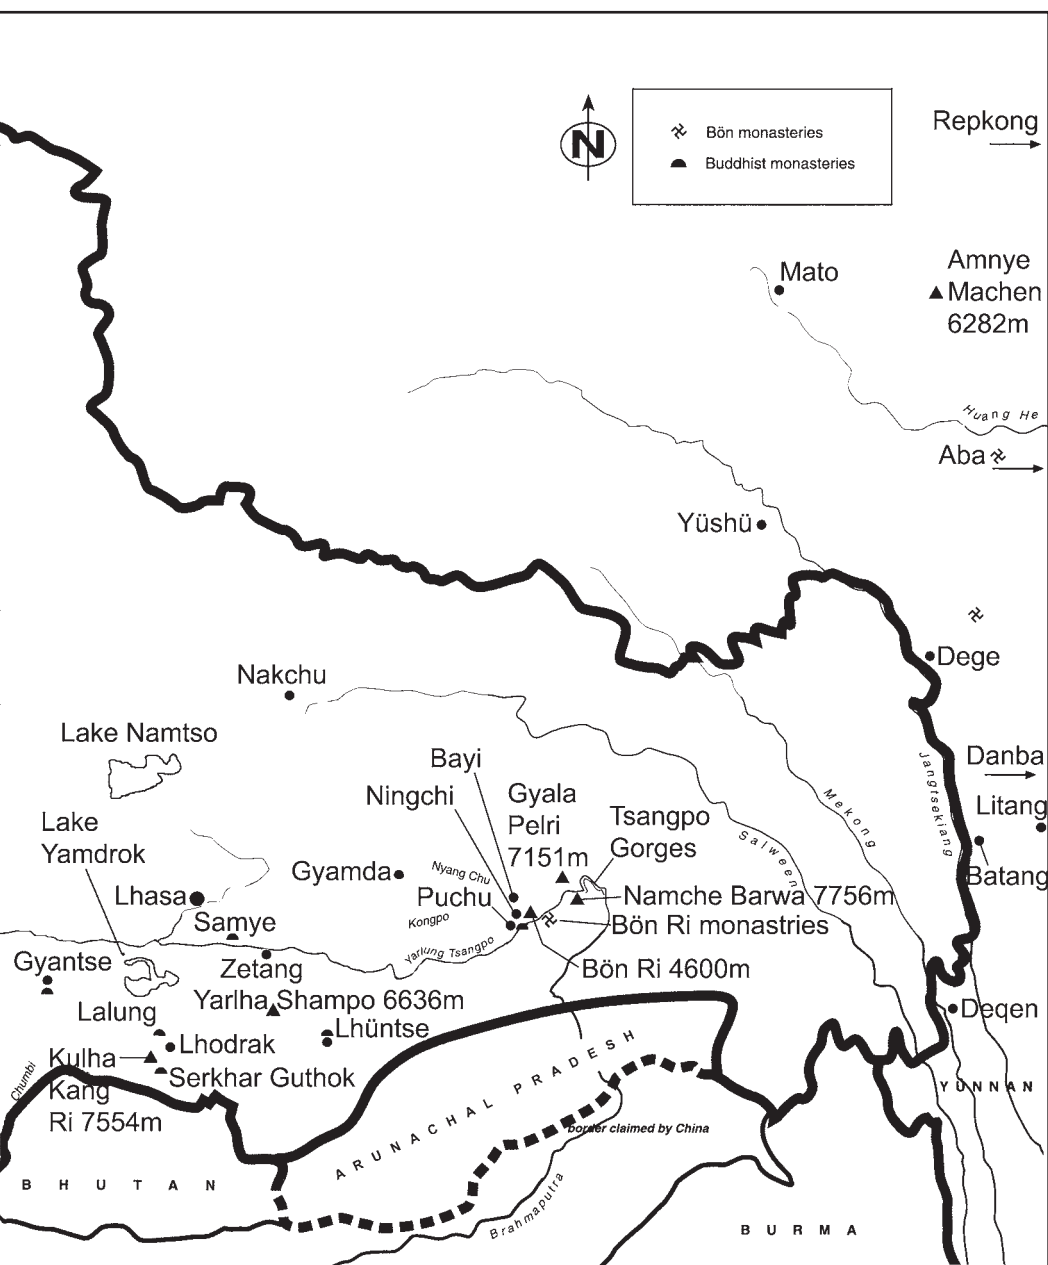 N
Bön monasteries
Buddhist monasteries
Repkong
Mato
Amnye
Machen
6282m
Huang He
Aba
Yüshü
Dege
Nakchu
Lake Namtso
Danba
Jangtsekiang
Litang
Batang
Bayi
Ningchi
Gyala
Pelri
7151m
Tsangpo
Gorges
Mekong
Salween
Lake
Yamdrok
Gyamda
Nyang Chu
Puchu
Kongpo
Namche Barwa 7756m
Bön Ri monastries
Lhasa
Samye
Yarlung Tsangpo
Gyantse
Zetang
Bön Ri 4600m
Yarlha Shampo 6636m
Lalung
Lhüntse
Deqen
Lhodrak
Kulha
Kang
Ri 7554m
Serkhar Guthok
Chumbi
ARUNACHAL PRADESH
YUNNAN
border claimed by China
BHUTAN
Brahmaputra
BURMA